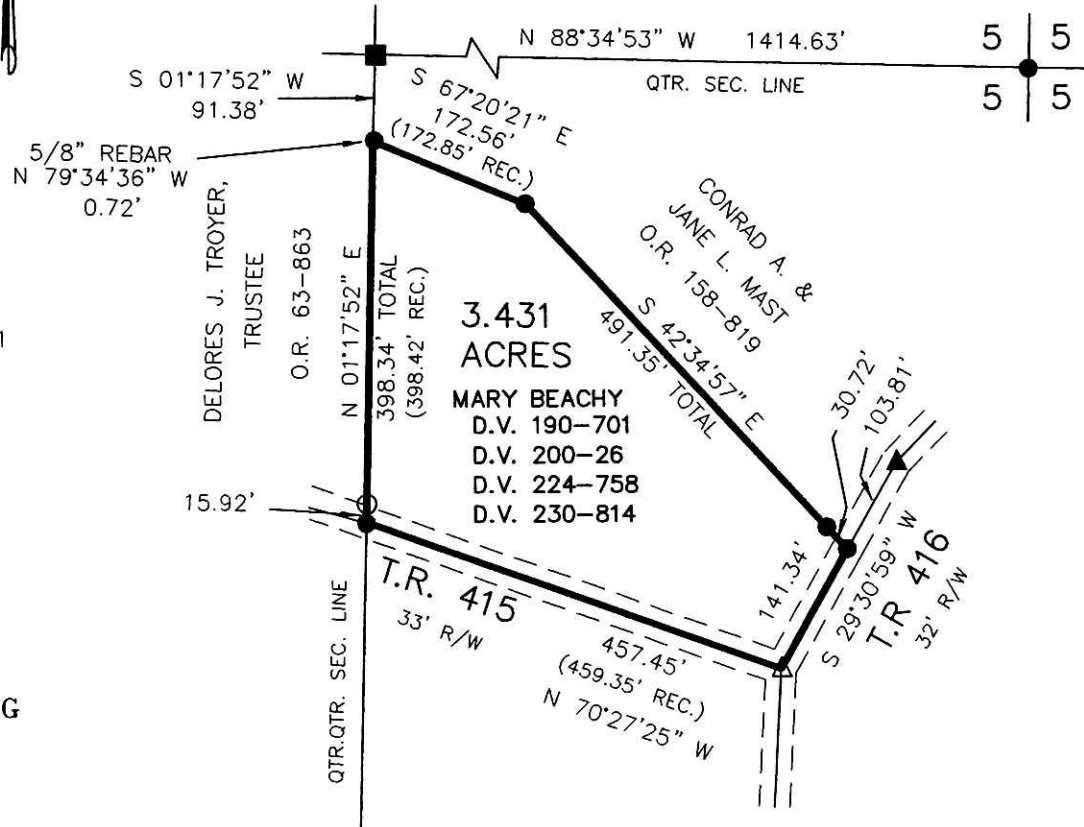 N 88°34'53" W 1414.63'
5 5
QTR. SEC. LINE
5 5
S 01°17'52" W
91.38'
S 67°20'21" E
172.56'
(172.85' REC.)
5/8" REBAR
N 79°34'36" W
0.72'
DELORES J. TROYER,
TRUSTEE
O.R. 63-863
N 01°17'52" E
398.34' TOTAL
(398.42' REC.)
CONRAD A. &
JANE L. MAST
O.R. 158-819
S 42°34'57" E
491.35' TOTAL
3.431
ACRES
MARY BEACHY
D.V. 190-701
D.V. 200-26
D.V. 224-758
D.V. 230-814
30.72'
103.81'
1
15.92'
T.R. 415
33' R/W
141.34'
S 29°30'59" W
T.R 416
32' R/W
457.45'
(459.35' REC.)
N 70°27'25" W
QTR.QTR. SEC. LINE
G